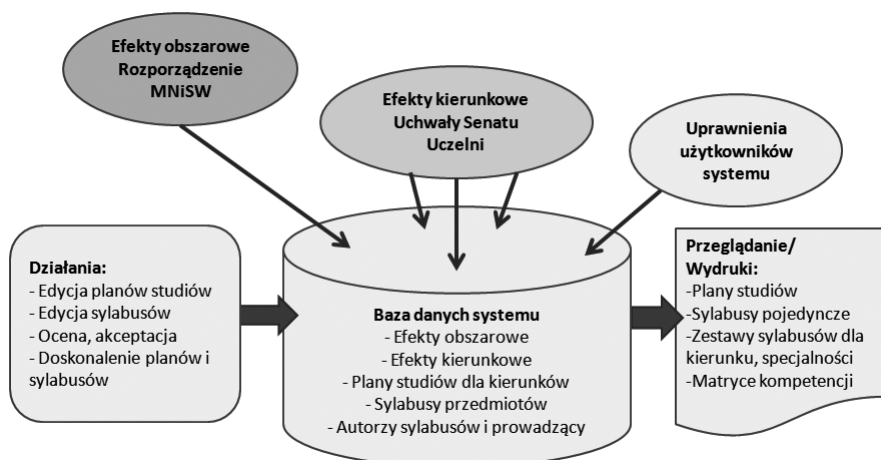 Efekty obszarowe
Rozporządzenie
MNiSW
Efekty kierunkowe
Uchwały Senatu
Uczelni
Uprawnienia
użytkowników
systemu
Działania:
- Edycja planów studiów
- Edycja sylabusów
- Ocena, akceptacja
- Doskonalenie planów i
sylabusów
Baza danych systemu
- Efekty obszarowe
- Efekty kierunkowe
- Plany studiów dla kierunków
- Sylabusy przedmiotów
- Autorzy sylabusów i prowadzący
Przeglądanie/
Wydruki:
-Plany studiów
-Sylabusy pojedyncze
-Zestawy sylabusów dla
kierunku, specjalności
-Matryce kompetencji